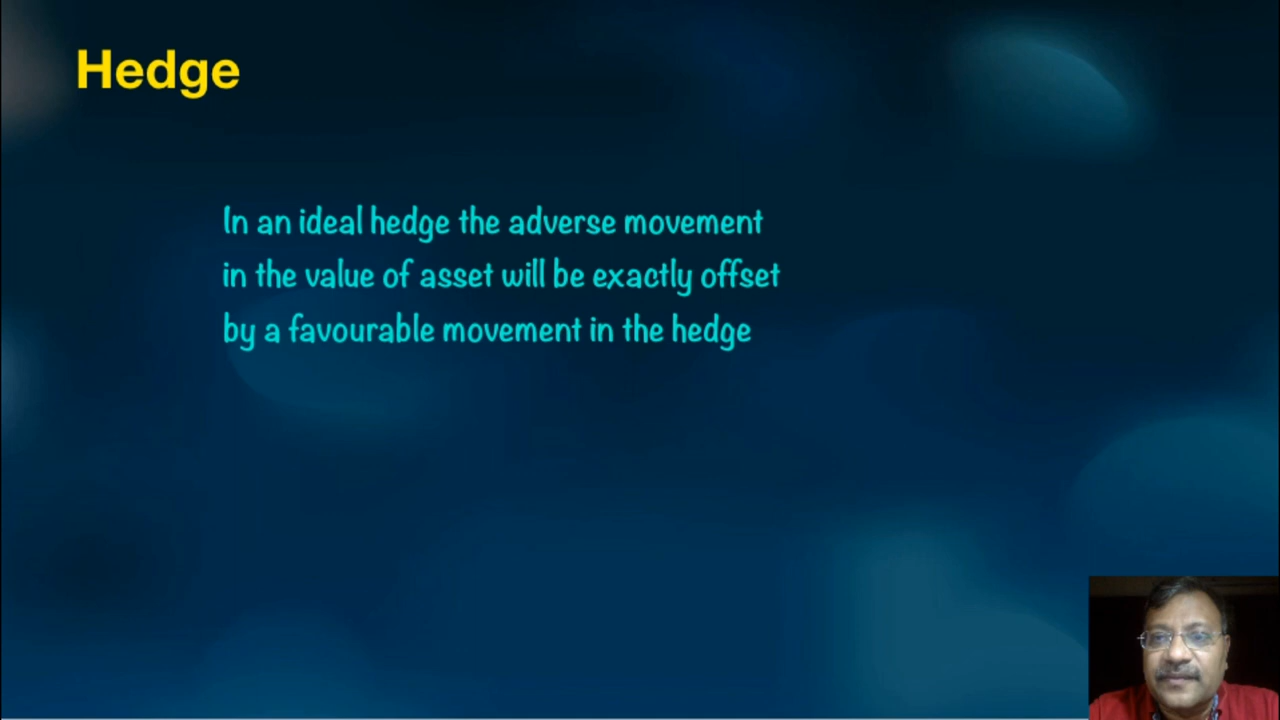 Hedge
In an ideal hedge the adverse movement
in the value of asset will be exactly offset
by a favourable movement in the hedge